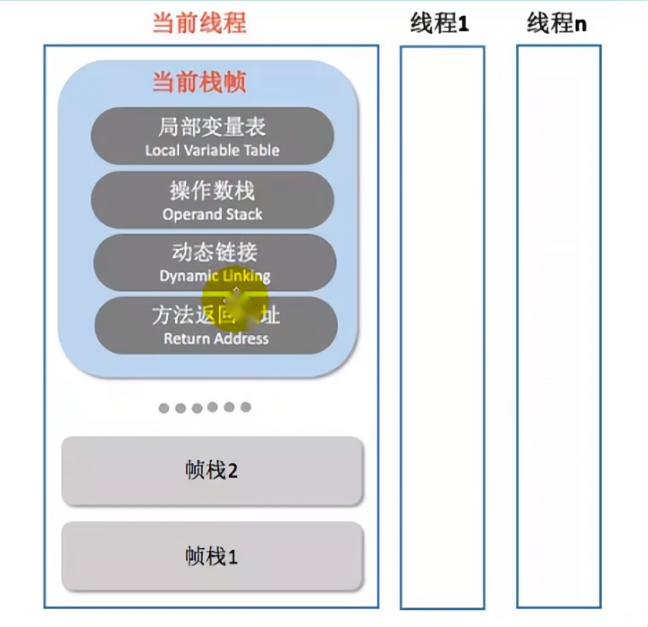 当前线程
线程1
线程n
当前栈帧
局部变量表
Local Variable Table
操作数栈
Operand Stack
动态链接
Dynamic Linking
方法返回 址
Return Address
帧栈2
帧栈1